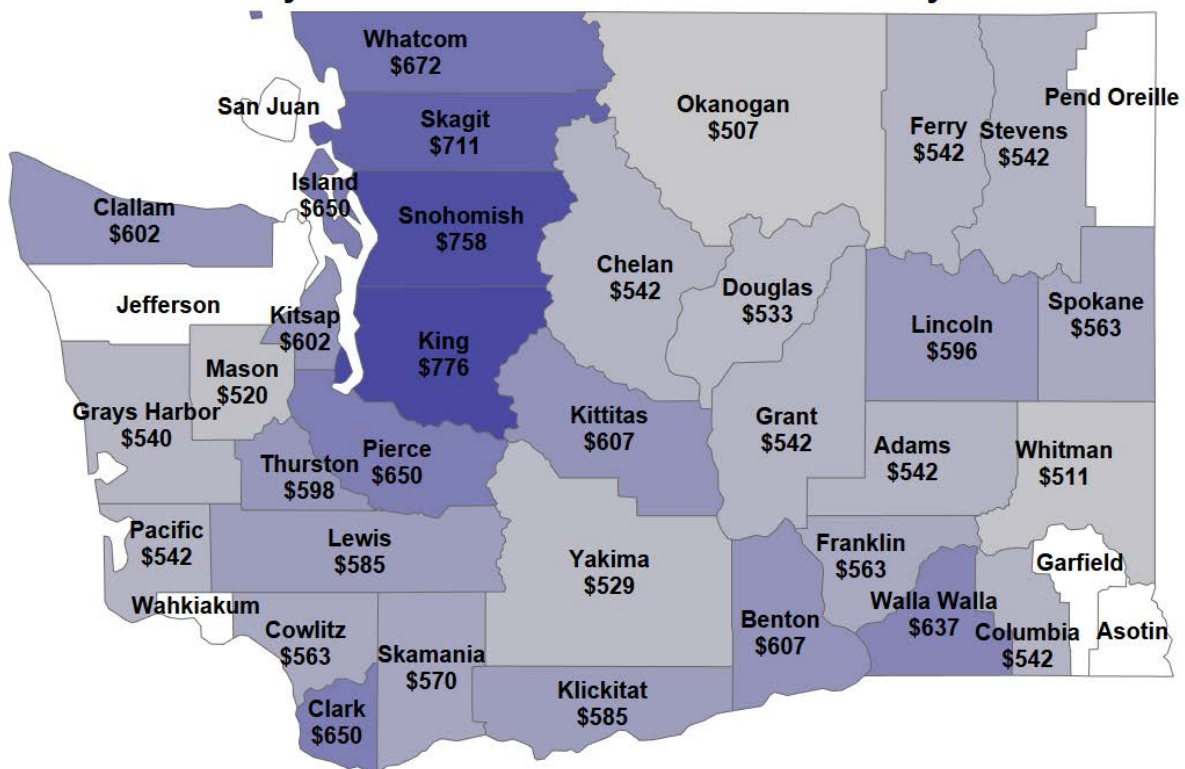 Whatcom
$672
San Juan
Okanogan
$507
Pend Oreille
Skagit
$711
Ferry
$542
Stevens
$542
Island
$650
Clallam
$602
Snohomish
$758
Chelan
$542
Douglas
$533
Jefferson
Kitsap
$602
Lincoln
$596
Spokane
$563
King
$776
Mason
$520
Grays Harbor
$540
Kittitas
$607
Grant
$542
Adams
$542
Whitman
$511
Thurston
$598
Pierce
$650
Pacific
$542
Lewis
$585
Yakima
$529
Franklin
$563
Garfield
Wahkiakum
Walla Walla
$637
Benton
$607
Columbia
$542
Asotin
Cowlitz
$563
Skamania
$570
Klickitat
$585
Clark
$650